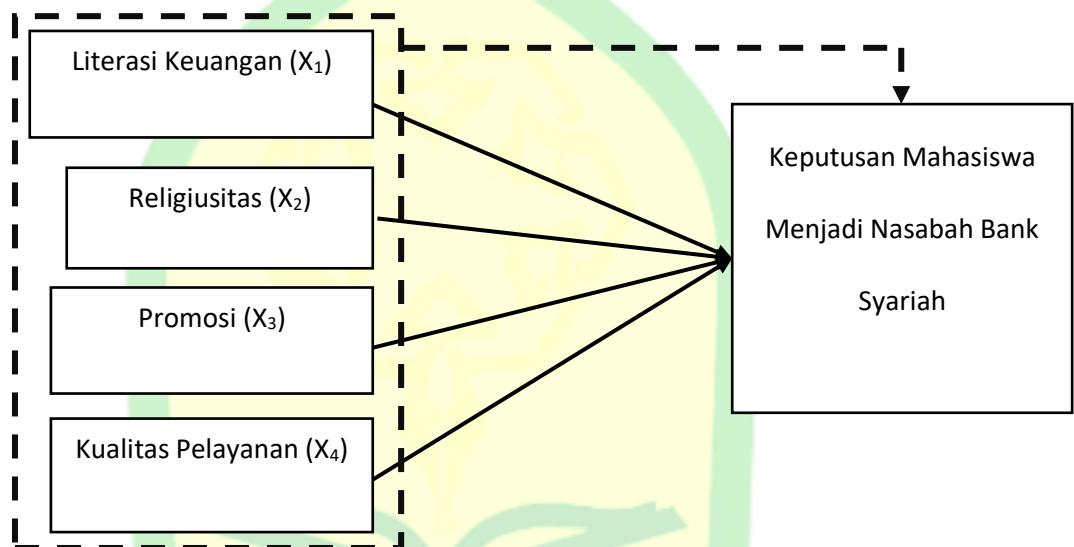 Literasi Keuangan (X₁)
Religiusitas (X₂)
Promosi (X₃)
Kualitas Pelayanan (X₄)
Keputusan Mahasiswa
Menjadi Nasabah Bank
Syariah